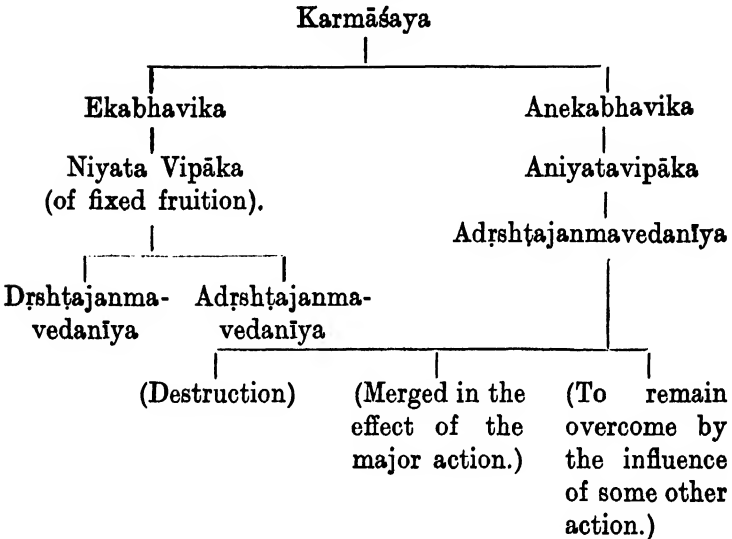 Karmāśaya
Ekabhavika
Anekabhavika
Niyata Vipāka
(of fixed fruition).
Aniyatavipāka
Adṛshṭajanmavedanīya
Dṛshṭajanma-
vedanīya
Adṛshṭajanma-
vedanīya
(Destruction)
(Merged in the
effect of the
major action.)
(To remain
overcome by
the influence
of some other
action.)